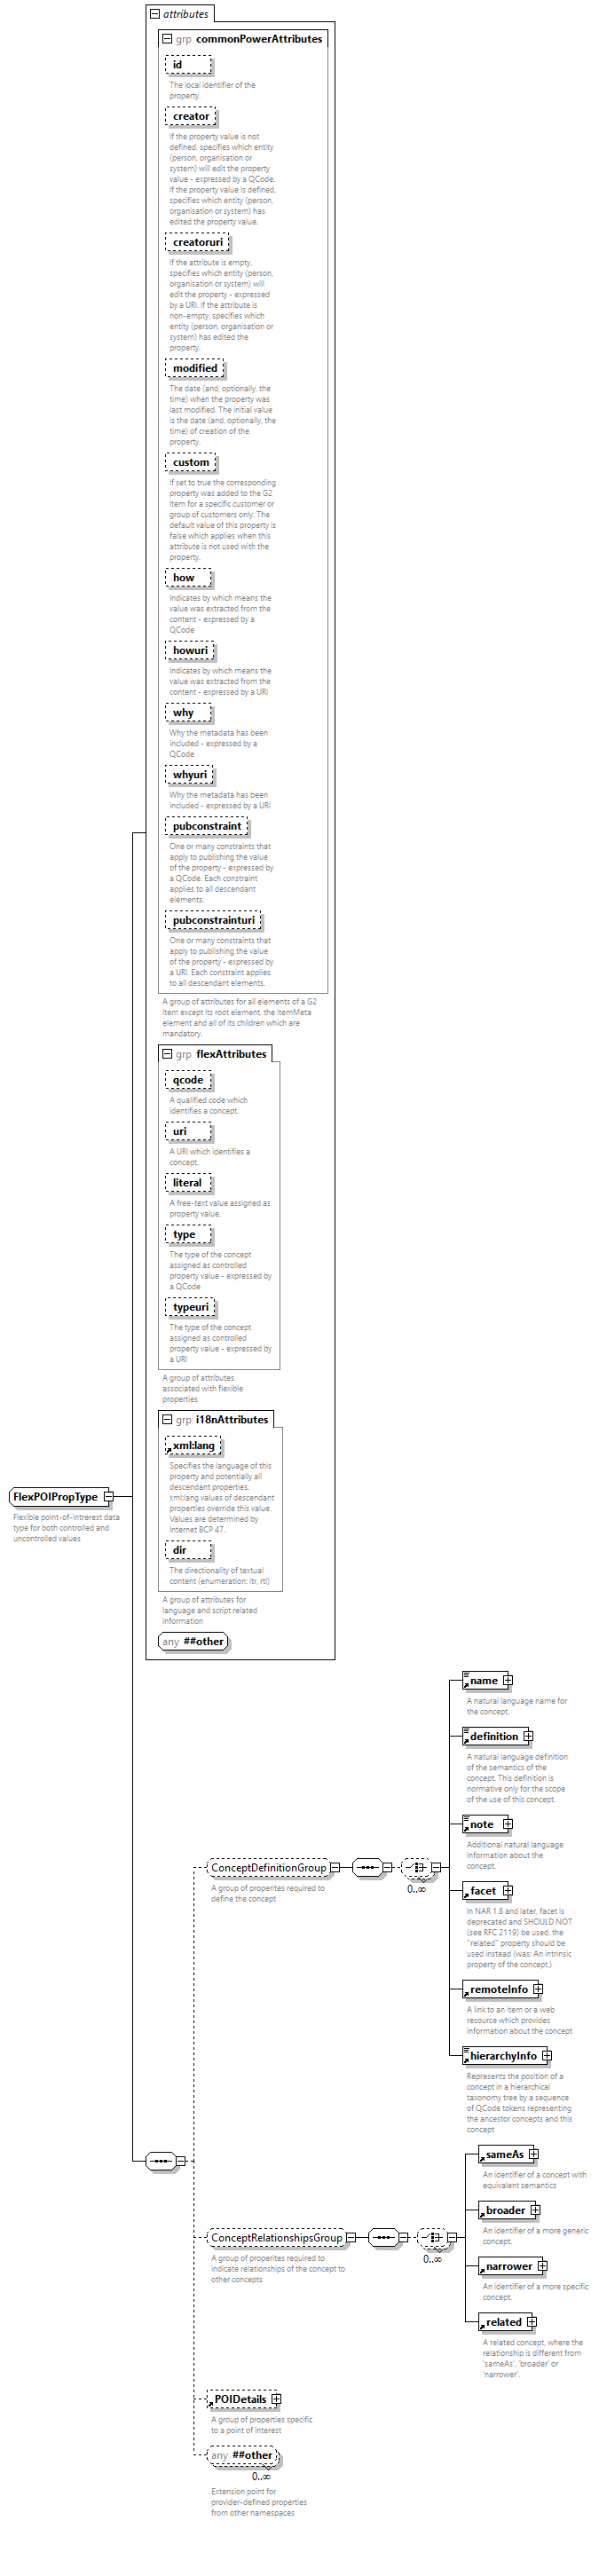 attributes
grp commonPowerAttributes
id
The local identifier of the
property.
creator
If the property value is not
defined, specifies which entity
(person, organisation or
system) will edit the property
value - expressed by a QCode.
If the property value is defined,
specifies which entity (person,
organisation or system) has
edited the property value.
creatoruri
If the attribute is empty,
specifies which entity (person,
organisation or system) will
edit the property - expressed
by a URI. If the attribute is
non-empty, specifies which
entity (person, organisation or
system) has edited the
property.
modified
The date (and, optionally, the
time) when the property was
last modified. The initial value
is the date (and, optionally, the
time) of creation of the
property.
custom
If set to true the corresponding
property was added to the G2
Item for a specific customer or
group of customers only. The
default value of this property is
false which applies when this
attribute is not used with the
property.
how
Indicates by which means the
value was extracted from the
content - expressed by a
QCode
howuri
Indicates by which means the
value was extracted from the
content - expressed by a URI
why
Why the metadata has been
included - expressed by a
QCode
whyuri
Why the metadata has been
included - expressed by a URI
pubconstraint
One or many constraints that
apply to publishing the value
of the property - expressed by
a QCode. Each constraint
applies to all descendant
elements.
pubconstrainturi
One or many constraints that
apply to publishing the value
of the property - expressed by
a URI. Each constraint applies
to all descendant elements.
A group of attributes for all elements of a G2
Item except its root element, the itemMeta
element and all of its children which are
mandatory.
grp flexAttributes
qcode
A qualified code which
identifies a concept.
uri
A URI which identifies a
concept.
literal
A free-text value assigned as
property value.
type
The type of the concept
assigned as controlled
property value - expressed by
a QCode
typeuri
The type of the concept
assigned as controlled
property value - expressed by
a URI
A group of attributes
associated with flexible
properties
grp i18nAttributes
xml:lang
Specifies the language of this
property and potentially all
descendant properties.
xml:lang values of descendant
properties override this value.
Values are determined by
Internet BCP 47.
dir
The directionality of textual
content (enumeration: ltr, rtl)
A group of attributes for
language and script related
information
any ##other
FlexPOIPropType
Flexible point-of-intrerest data
type for both controlled and
uncontrolled values
name
A natural language name for
the concept.
definition
A natural language definition
of the semantics of the
concept. This definition is
normative only for the scope
of the use of this concept.
note
Additional natural language
information about the
concept.
ConceptDefinitionGroup
0..∞
A group of properites required to
define the concept
facet
In NAR 1.8 and later, facet is
deprecated and SHOULD NOT
(see RFC 2119) be used, the
"related" property should be
used instead (was: An intrinsic
property of the concept.)
remoteInfo
A link to an item or a web
resource which provides
information about the concept
hierarchyInfo
Represents the position of a
concept in a hierarchical
taxonomy tree by a sequence
of QCode tokens representing
the ancestor concepts and this
concept
sameAs
An identifier of a concept with
equivalent semantics
broader
An identifier of a more generic
concept.
ConceptRelationshipsGroup
0..∞
A group of properites required to
indicate relationships of the concept to
other concepts
narrower
An identifier of a more specific
concept.
related
A related concept, where the
relationship is different from
'sameAs', 'broader' or
'narrower'.
POIDetails
A group of properties specific
to a point of interest
any ##other
0..∞
Extension point for
provider-defined properties
from other namespaces